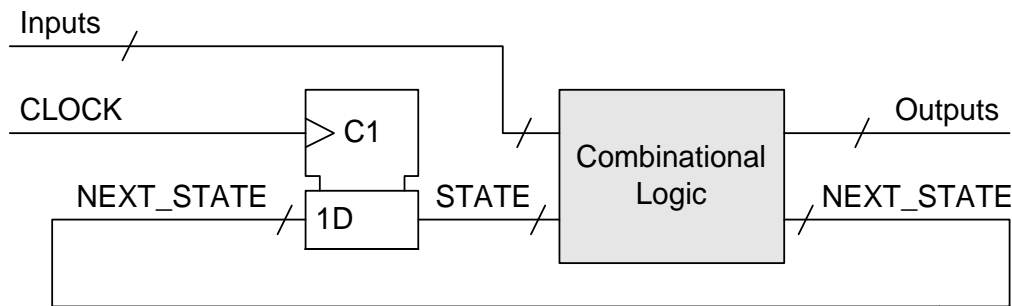 Inputs
CLOCK
C1
Outputs
Combinational
Logic
NEXT_STATE
1D
STATE
NEXT_STATE